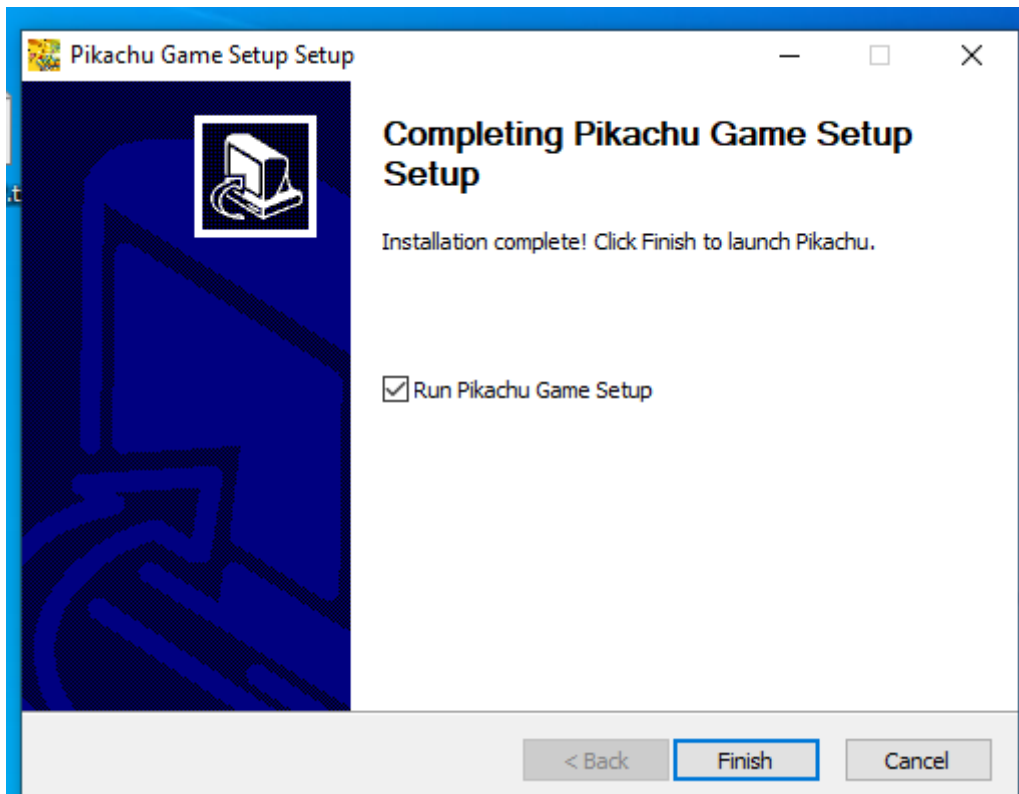 Pikachu Game Setup Setup
Completing Pikachu Game Setup
Setup
Installation complete! Click Finish to launch Pikachu.
Run Pikachu Game Setup
.t
< Back
Finish
Cancel